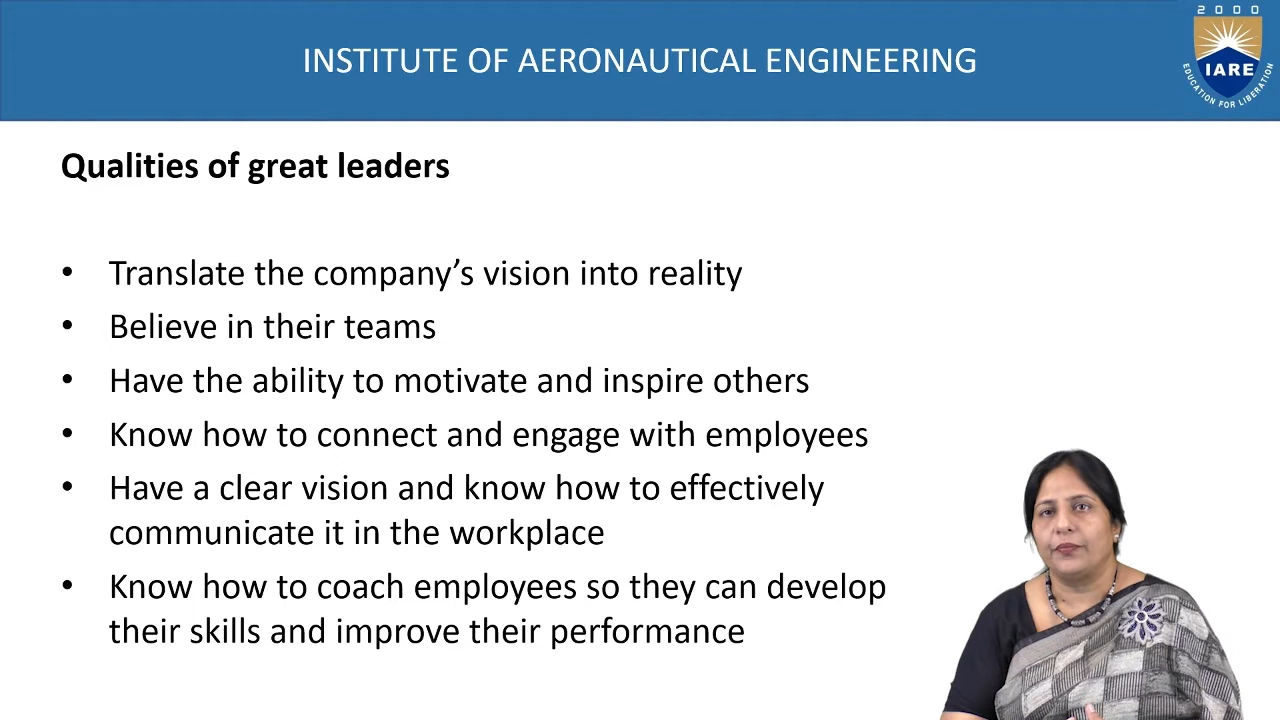 INSTITUTE OF AERONAUTICAL ENGINEERING
2000
IARE
EDUCATION FOR LIBERATION
Qualities of great leaders
• Translate the company’s vision into reality
• Believe in their teams
• Have the ability to motivate and inspire others
• Know how to connect and engage with employees
• Have a clear vision and know how to effectively
communicate it in the workplace
• Know how to coach employees so they can develop
their skills and improve their performance